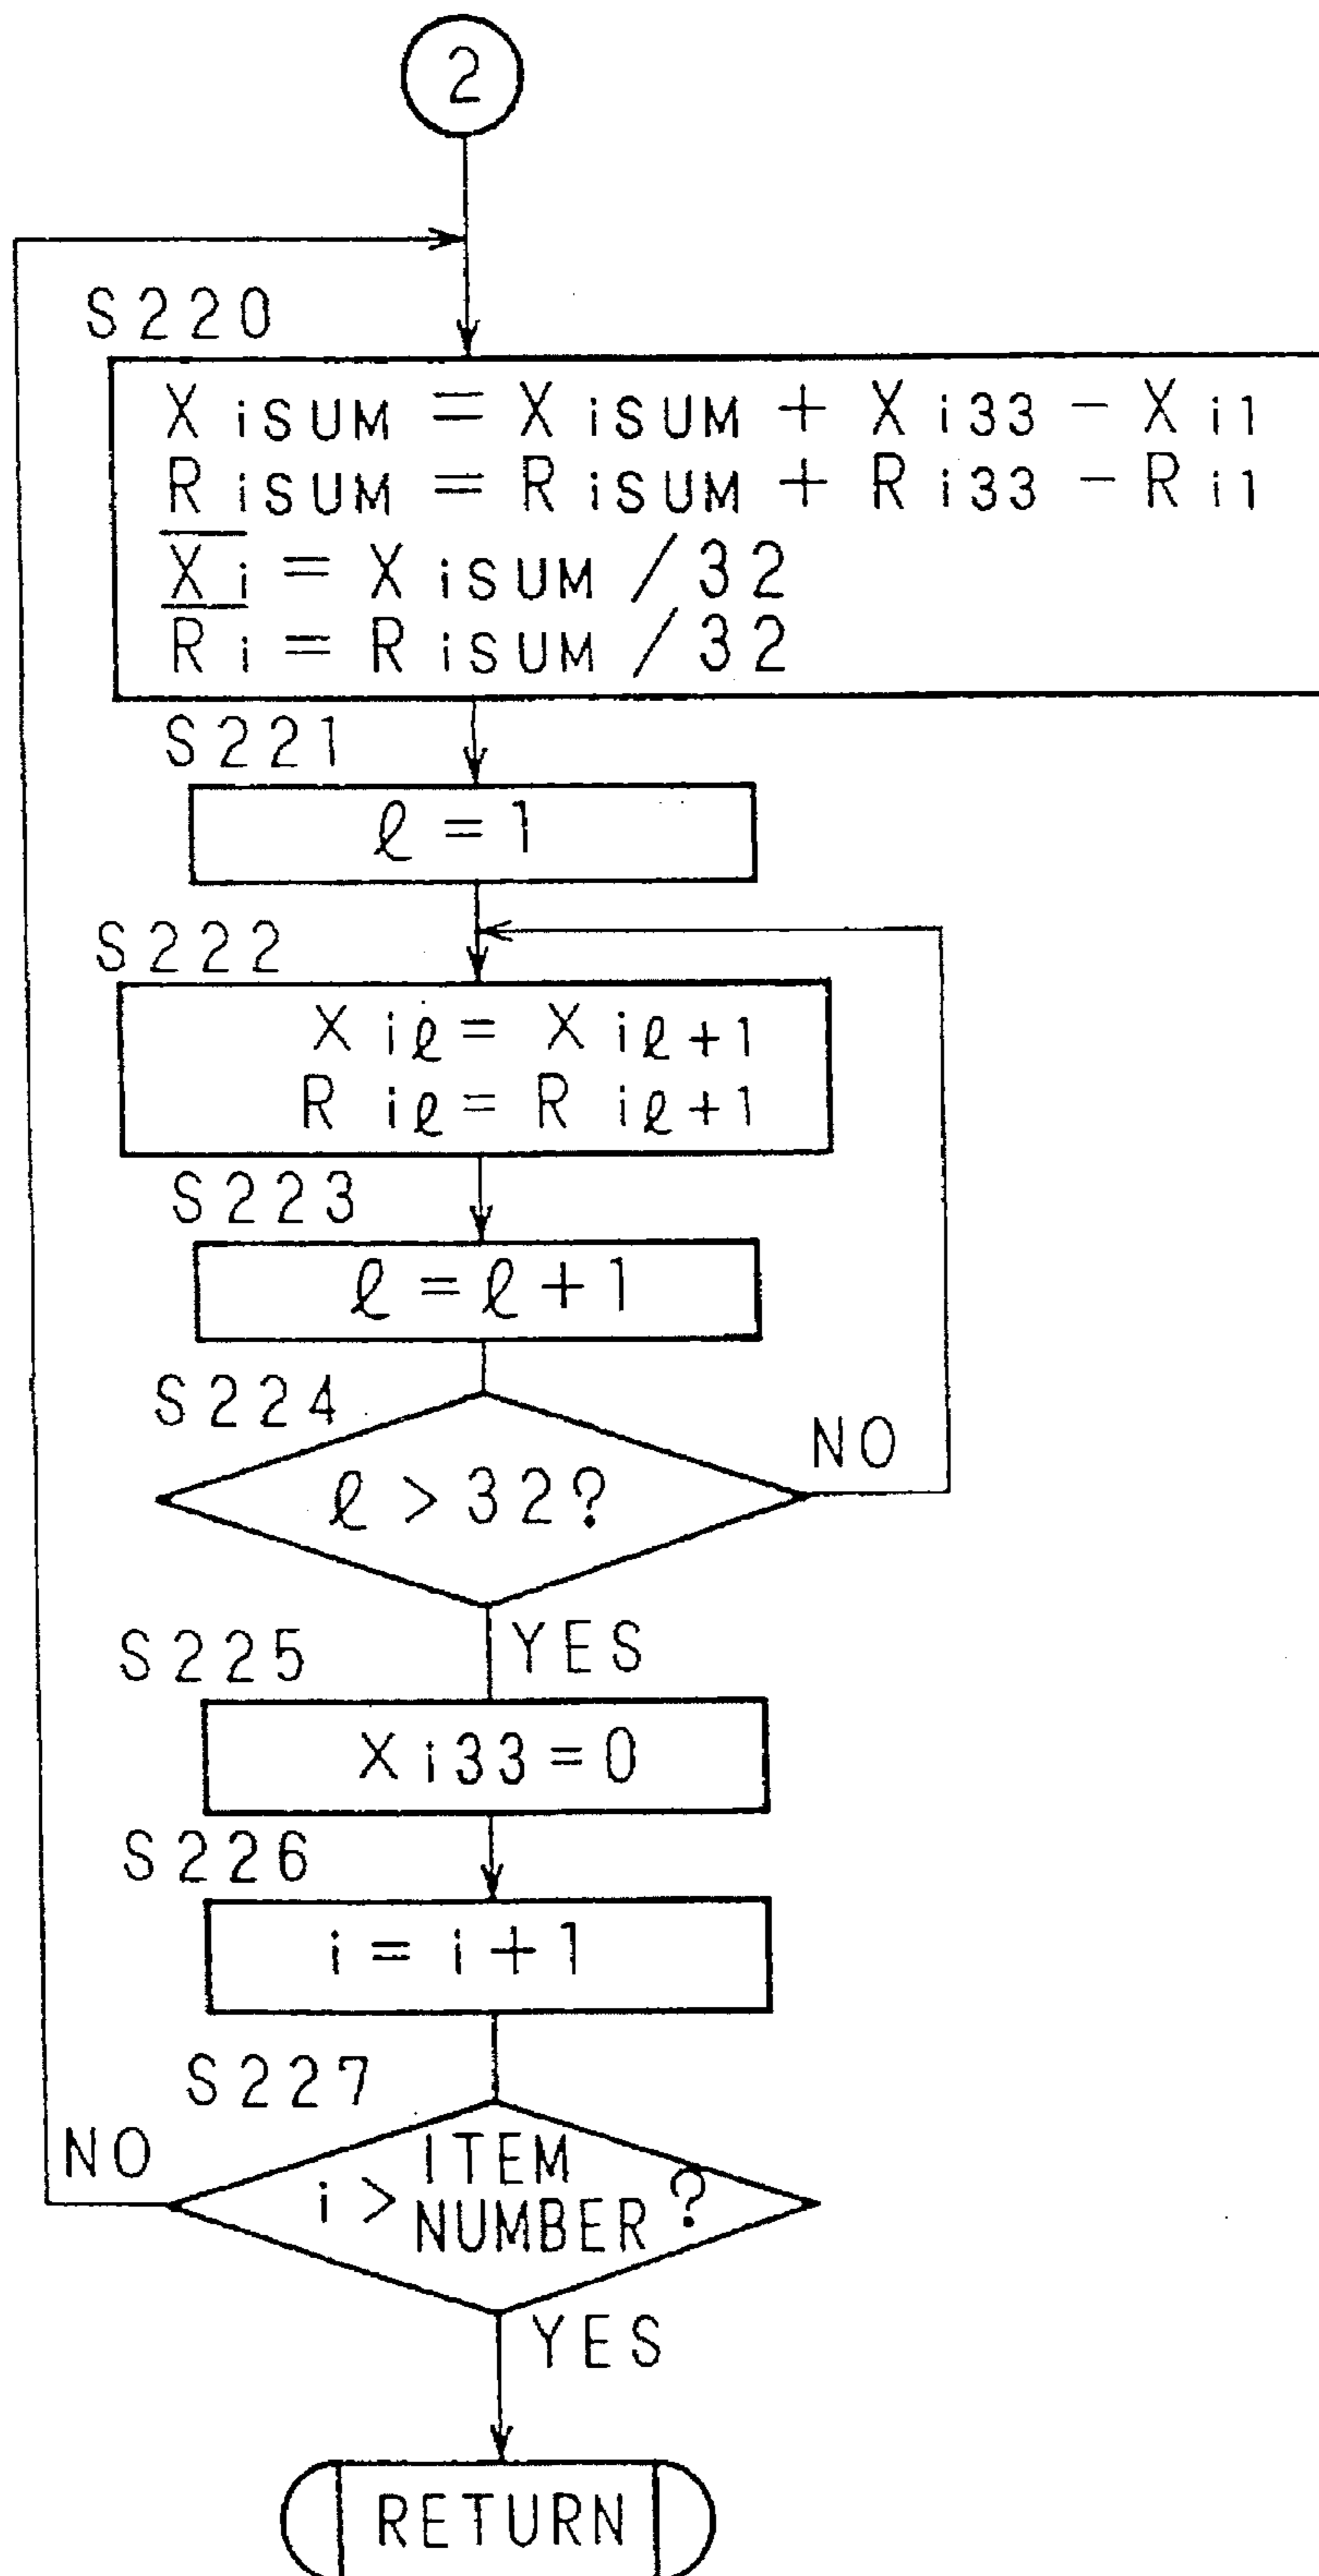 2
S220
X iSUM = X iSUM + X i33 - X i1
R iSUM = R iSUM + R i33 - R i1
X̅i̅ = X iSUM / 32
R̅i̅ = R iSUM / 32
S221
ℓ = 1
S222
X iℓ = X iℓ+1
R iℓ = R iℓ+1
S223
ℓ = ℓ + 1
S224
NO
ℓ > 32?
YES
S225
X i33 = 0
S226
i = i + 1
S227
NO
i > ITEM
NUMBER ?
YES
RETURN